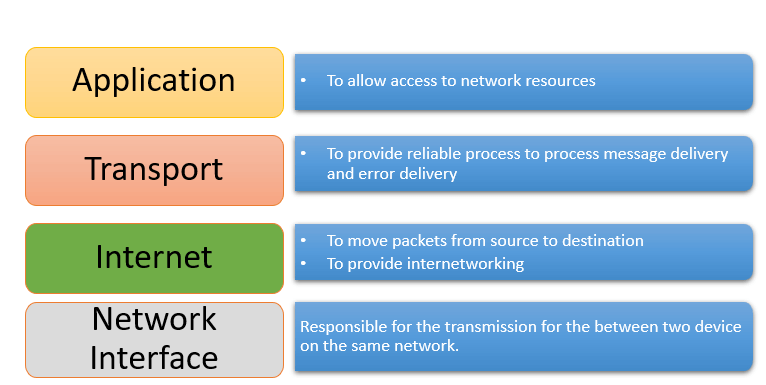 Application
• To allow access to network resources
Transport
• To provide reliable process to process message delivery
and error delivery
Internet
• To move packets from source to destination
• To provide internetworking
Network
Interface
Responsible for the transmission for the between two device
on the same network.